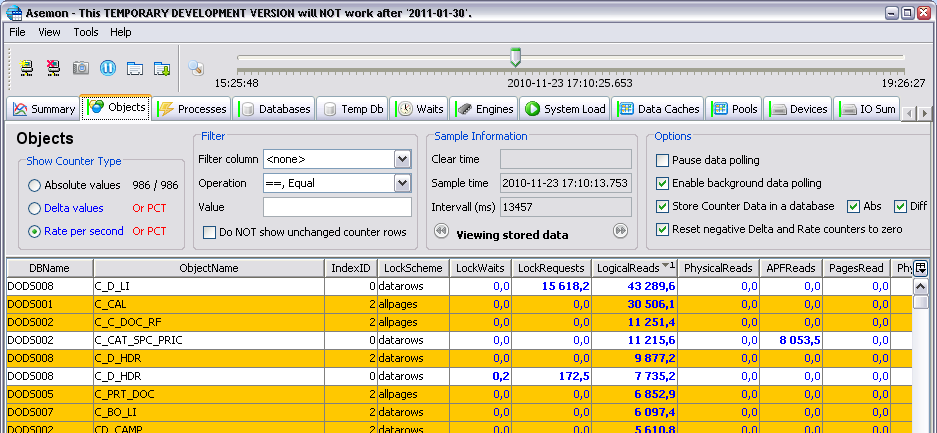 Asemon - This TEMPORARY DEVELOPMENT VERSION will NOT work after '2011-01-30'.
File View Tools Help
15:25:48 2010-11-23 17:10:25.653 19:26:27
Summary Objects Processes Databases Temp Db Waits Engines System Load Data Caches Pools Devices IO Sum
Objects
Show Counter Type
Absolute values 986 / 986
Delta values Or PCT
Rate per second Or PCT
Filter
Filter column <none>
Operation ==, Equal
Value
Do NOT show unchanged counter rows
Sample Information
Clear time
Sample time 2010-11-23 17:10:13.753
Intervall (ms) 13457
Viewing stored data
Options
Pause data polling
Enable background data polling
Store Counter Data in a database Abs Diff
Reset negative Delta and Rate counters to zero
DBName ObjectName IndexID LockScheme LockWaits LockRequests LogicalReads 1 PhysicalReads APFReads PagesRead
DODS008 C_D_LI 0 datarows 0,0 15 618,2 43 289,6 0,0 0,0 0,0
DODS001 C_CAL 2 allpages 0,0 0,0 30 506,1 0,0 0,0 0,0
DODS002 C_C_DOC_RF 2 allpages 0,0 0,0 11 251,4 0,0 0,0 0,0
DODS002 C_CAT_SPC_PRIC 0 datarows 0,0 0,0 11 215,6 0,0 8 053,5 0,0
DODS008 C_D_HDR 2 datarows 0,0 0,0 9 877,2 0,0 0,0 0,0
DODS008 C_D_HDR 0 datarows 0,2 172,5 7 735,2 0,0 0,0 0,0
DODS005 C_PRT_DOC 2 allpages 0,0 0,0 6 852,9 0,0 0,0 0,0
DODS007 C_BO_LI 2 datarows 0,0 0,0 6 097,4 0,0 0,0 0,0
DODS002 CD_CAMP 2 datarows 0,0 0,0 5 610,8 0,0 0,0 0,0